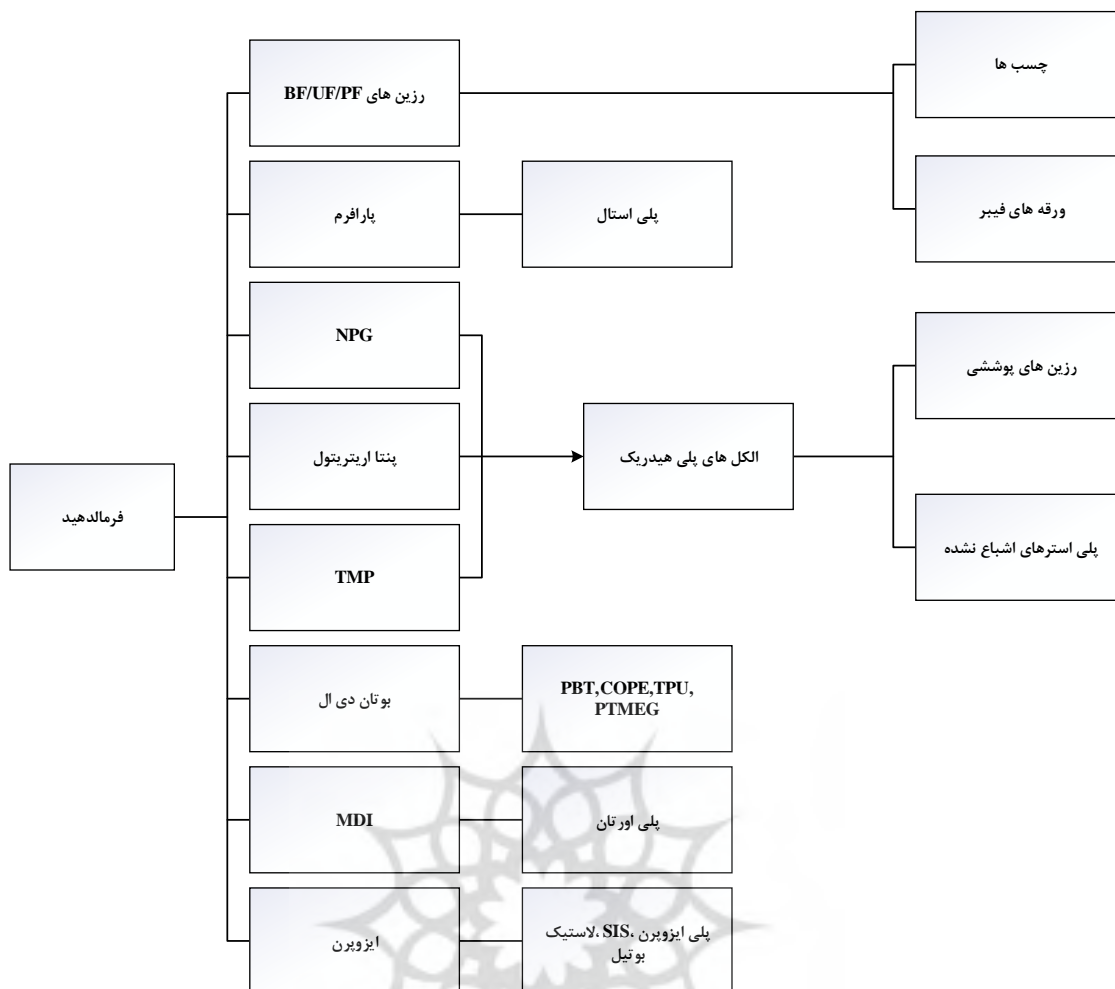 چسب ها
رزین های BF/UF/PF
ورقه های فیبر
پارافرم
پلی استال
NPG
رزین های پوششی
پنتا اریتریتول
الکل های پلی هیدریک
فرمالدهید
پلی استرهای اشباع نشده
TMP
بوتان دی ال
PBT,COPE,TPU,
PTMEG
MDI
پلی اورتان
ایزوپرن
پلی ایزوپرن ،SIS ،لاستیک
بوتیل